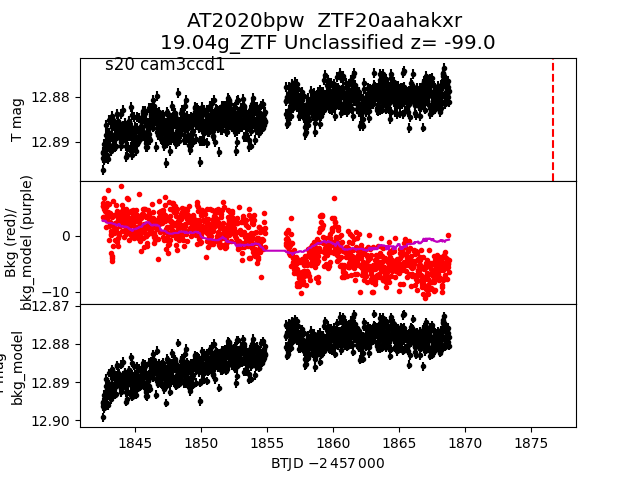 AT2020bpw ZTF20aahakxr
19.04g_ZTF Unclassified z= -99.0
s20 cam3ccd1
T mag
12.88
12.89
Bkg (red)/
bkg_model (purple)
0
−10
mag
bkg_model
12.87
12.88
12.89
12.90
1845 1850 1855 1860 1865 1870 1875
BTJD −2 457 000